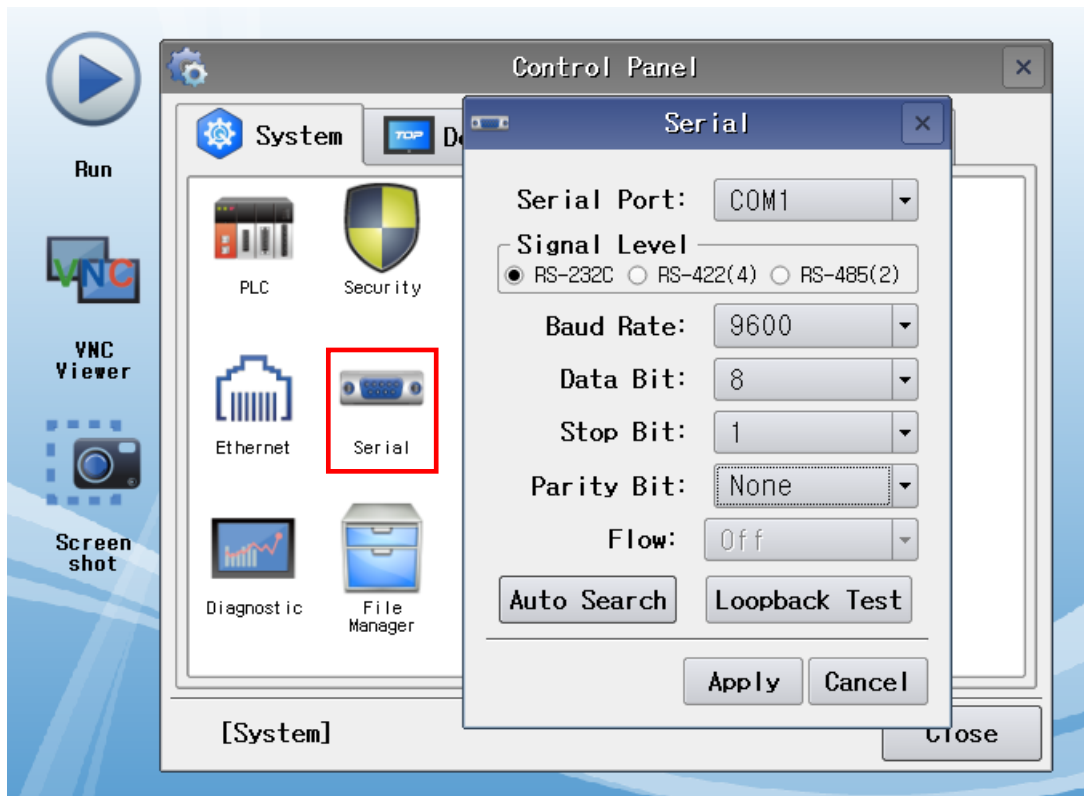 Control Panel
Run
VNC
VNC
Viewer
Screen
shot
System
TOP
PLC
Security
Ethernet
Serial
Diagnostic
File
Manager
[System]
Close
Serial
Serial Port: COM1
Signal Level
RS-232C RS-422(4) RS-485(2)
Baud Rate: 9600
Data Bit: 8
Stop Bit: 1
Parity Bit: None
Flow: Off
Auto Search Loopback Test
Apply Cancel